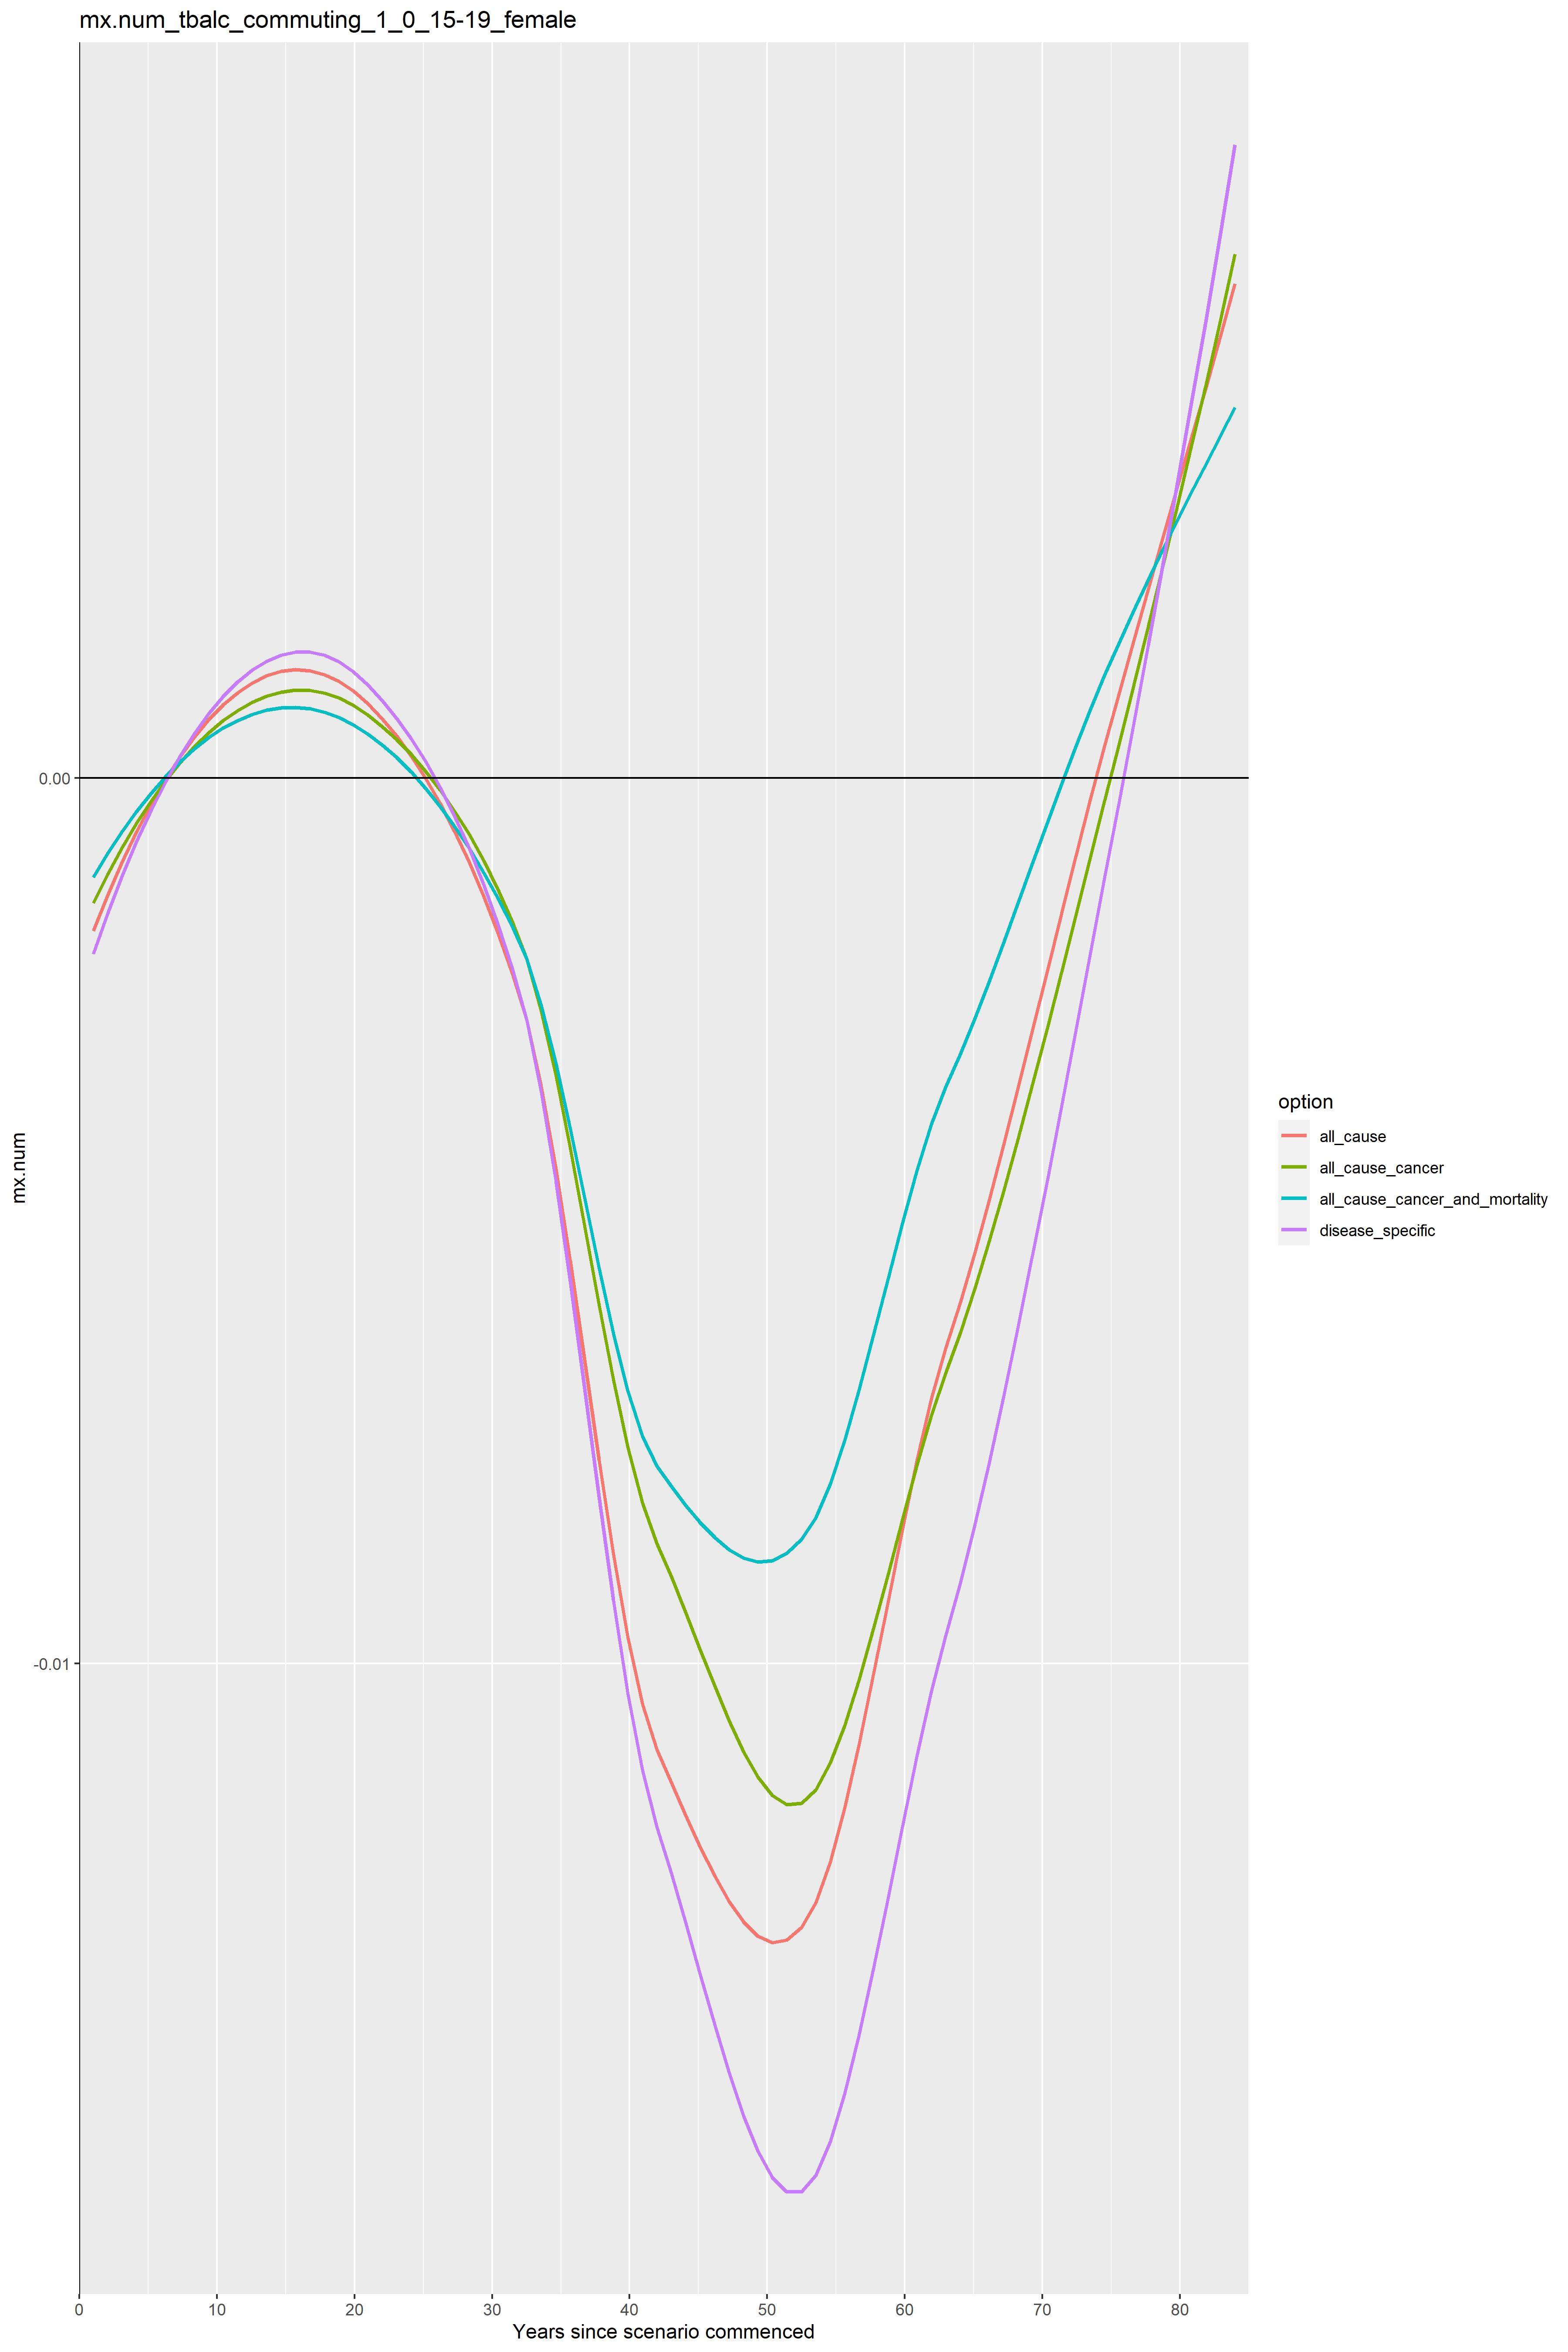 mx.num_tbalc_commuting_1_0_15-19_female
mx.num
0.00
-0.01
0 10 20 30 40 50 60 70 80
Years since scenario commenced
option
all_cause
all_cause_cancer
all_cause_cancer_and_mortality
disease_specific